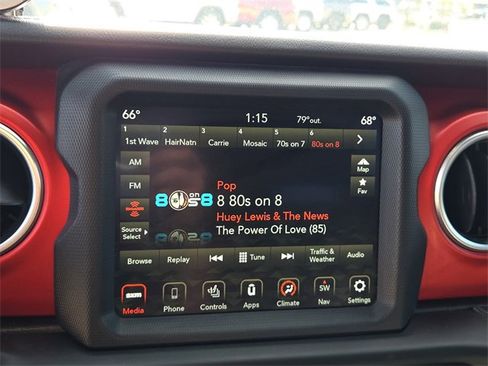 66°
1:15
79°out.
68°
1 2 3 4 5 6
1st Wave HairNatn Carrie Mosaic 70s on 7 80s on 8
AM
Map
FM
Fav
Pop
80s on 8
8 80s on 8
Huey Lewis & The News
The Power Of Love (85)
Source
Select
Browse Replay Tune Traffic & Weather Audio
SW
Media Phone Controls Apps Climate Nav Settings